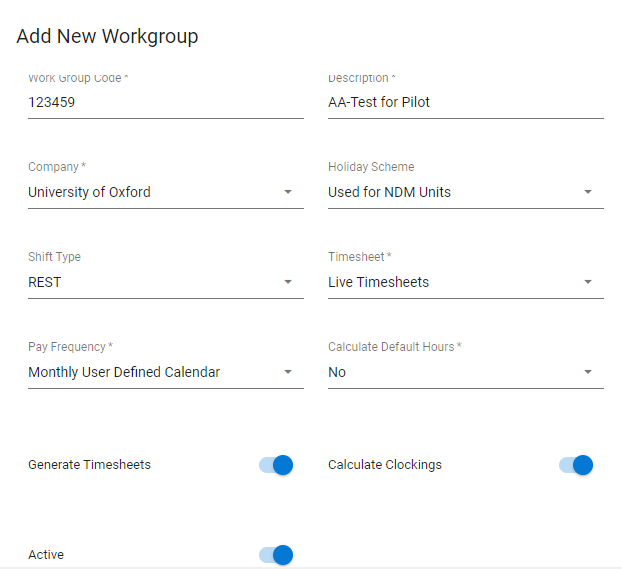 Add New Workgroup
Work Group Code * Description *
123459 AA-Test for Pilot
Company * Holiday Scheme
University of Oxford Used for NDM Units
Shift Type Timesheet *
REST Live Timesheets
Pay Frequency * Calculate Default Hours *
Monthly User Defined Calendar No
Generate Timesheets Calculate Clockings
Active